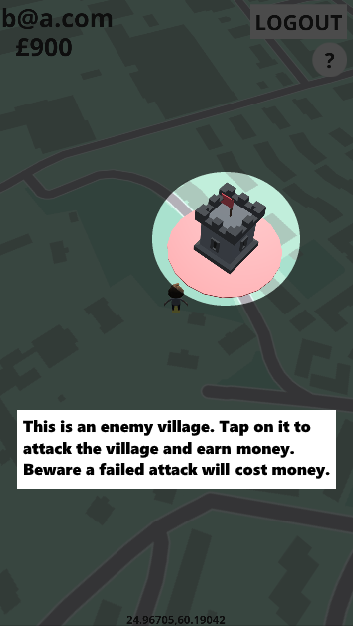 b@a.com
LOGOUT
£900
?
This is an enemy village. Tap on it to
attack the village and earn money.
Beware a failed attack will cost money.
24.96705,60.19042